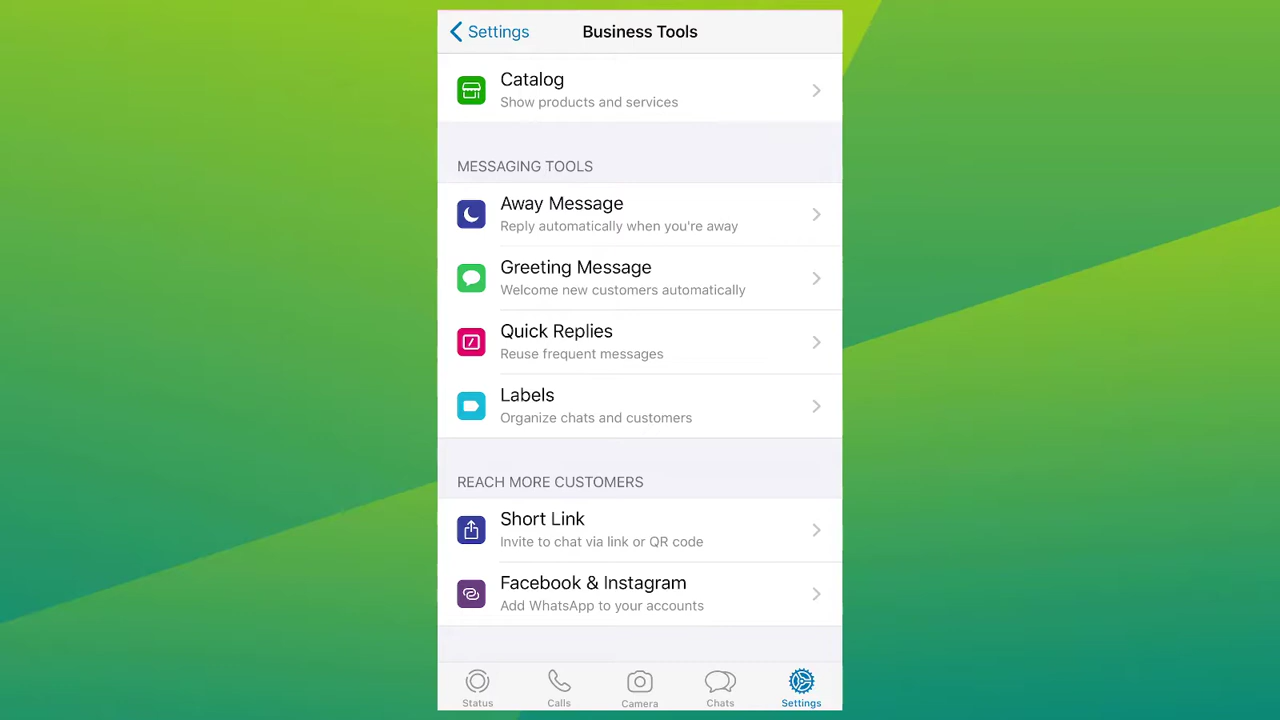 Settings
Business Tools
Catalog
Show products and services
MESSAGING TOOLS
Away Message
Reply automatically when you're away
Greeting Message
Welcome new customers automatically
Quick Replies
Reuse frequent messages
Labels
Organize chats and customers
REACH MORE CUSTOMERS
Short Link
Invite to chat via link or QR code
Facebook & Instagram
Add WhatsApp to your accounts
Status
Calls
Camera
Chats
Settings